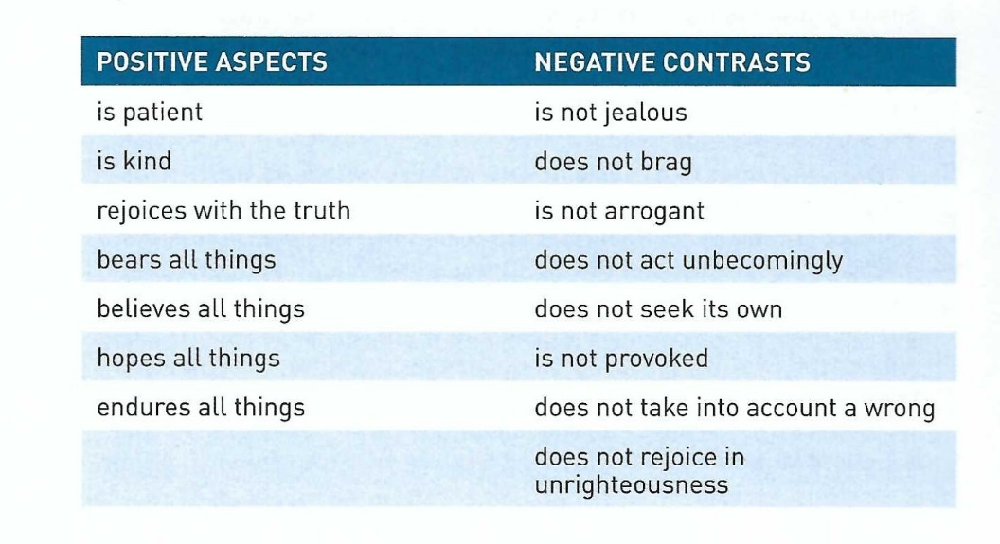 POSITIVE ASPECTS NEGATIVE CONTRASTS
is patient is not jealous
is kind does not brag
rejoices with the truth is not arrogant
bears all things does not act unbecomingly
believes all things does not seek its own
hopes all things is not provoked
endures all things does not take into account a wrong
does not rejoice in
unrighteousness